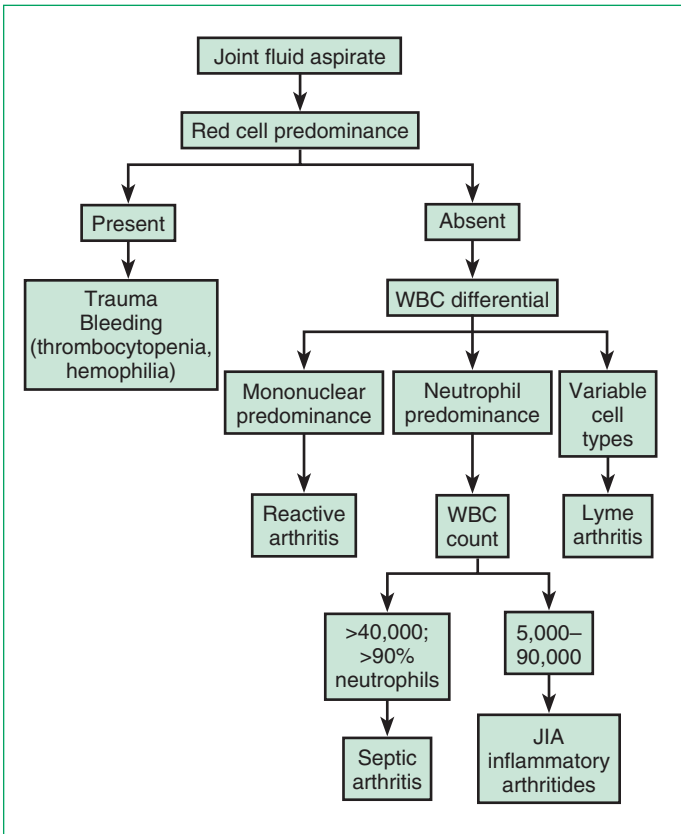 Joint fluid aspirate
Red cell predominance
Present
Absent
Trauma
Bleeding
(thrombocytopenia,
hemophilia)
WBC differential
Mononuclear
predominance
Neutrophil
predominance
Variable
cell
types
Reactive
arthritis
WBC
count
Lyme
arthritis
>40,000;
>90%
neutrophils
5,000–
90,000
Septic
arthritis
JIA
inflammatory
arthritides